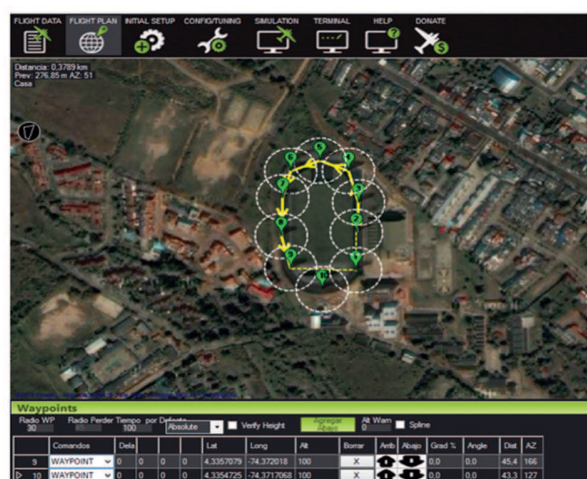 FLIGHT DATA FLIGHT PLAN INITIAL SETUP CONFIG/TUNING SIMULATION TERMINAL HELP DONATE
Distancia: 0,3789 km
Prev: 276,85 m AZ: 51
Casa
Waypoints
Radio WP Radio Perder Tiempo por Defecto Alt Warn
30 100 Absolute Verify Height Agregar Abajo 0 Spline
Comandos Dela Lat Long Alt Borrar Arrib Abajo Grad % Angle Dist AZ
9 WAYPOINT 0 0 0 0 4,3357079 -74,372018 100 X 0,0 0,0 45,4 166
10 WAYPOINT 0 0 0 0 4,3354725 -74,3717068 100 X 0,0 0,0 43,3 127